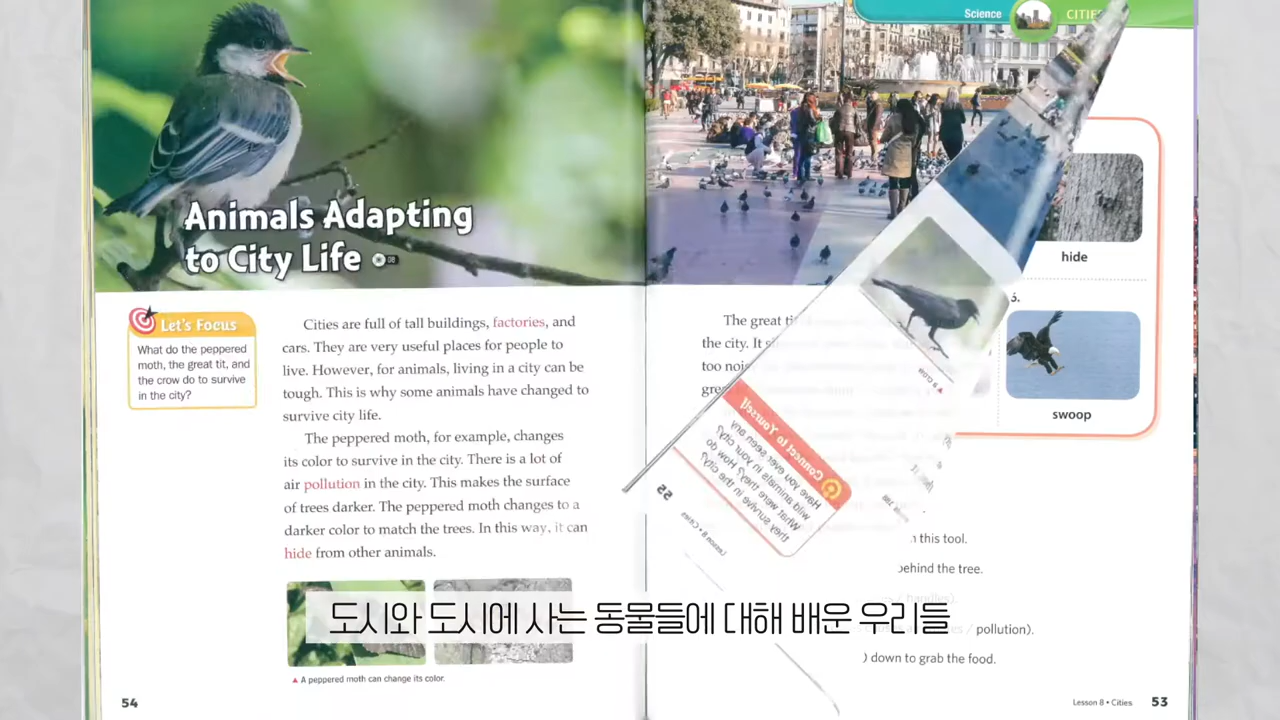 Animals Adapting
to City Life
Let's Focus
What do the peppered
moth, the great tit, and
the crow do to survive
in the city?
Cities are full of tall buildings, factories, and
cars. They are very useful places for people to
live. However, for animals, living in a city can be
tough. This is why some animals have changed to
survive city life.
The peppered moth, for example, changes
its color to survive in the city. There is a lot of
air pollution in the city. This makes the surface
of trees darker. The peppered moth changes to a
darker color to match the trees. In this way, it can
hide from other animals.
▲ A peppered moth can change its color.
54
Science
CITIES
The great tit
the city. It
too noi
gre
▲ a crow
Connect to Yourself
Have you ever seen any
wild animals in your city?
What were they? How do
they survive in the city?
Lesson 8 • Cities
55
hide
5.
swoop
this tool.
behind the tree.
/ handles).
/ pollution).
) down to grab the food.
Lesson 8 • Cities 53
도시와 도시에 사는 동물들에 대해 배운 우리들